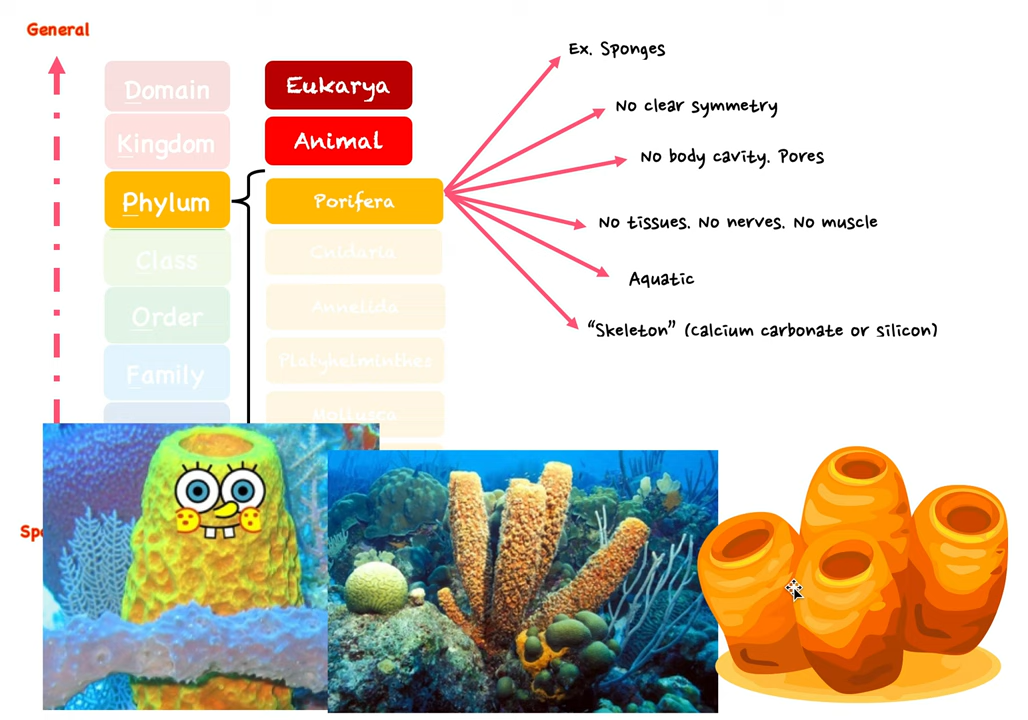 General
Domain
Kingdom
Phylum
Class
Order
Family
Eukarya
Animal
Porifera
Cnidaria
Annelida
Platyhelminthes
Mollusca
Ex. Sponges
No clear symmetry
No body cavity. Pores
No tissues. No nerves. No muscle
Aquatic
“Skeleton” (calcium carbonate or silicon)